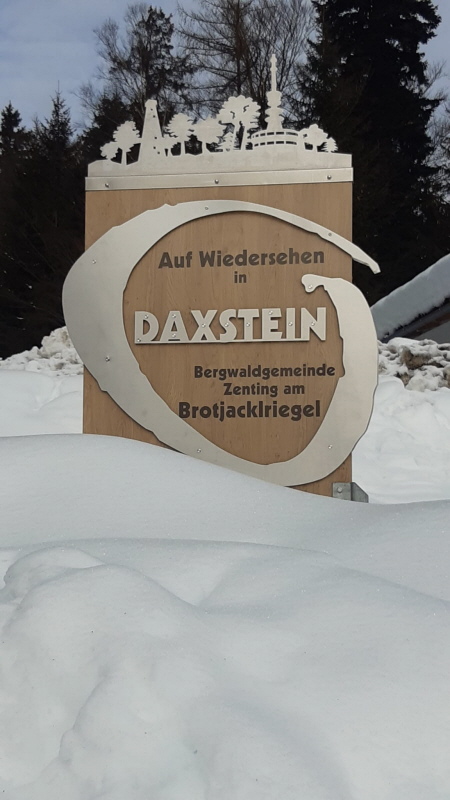 Auf Wiedersehen
in
DAXSTEIN
Bergwaldgemeinde
Zenting am
Brotjacklriegel